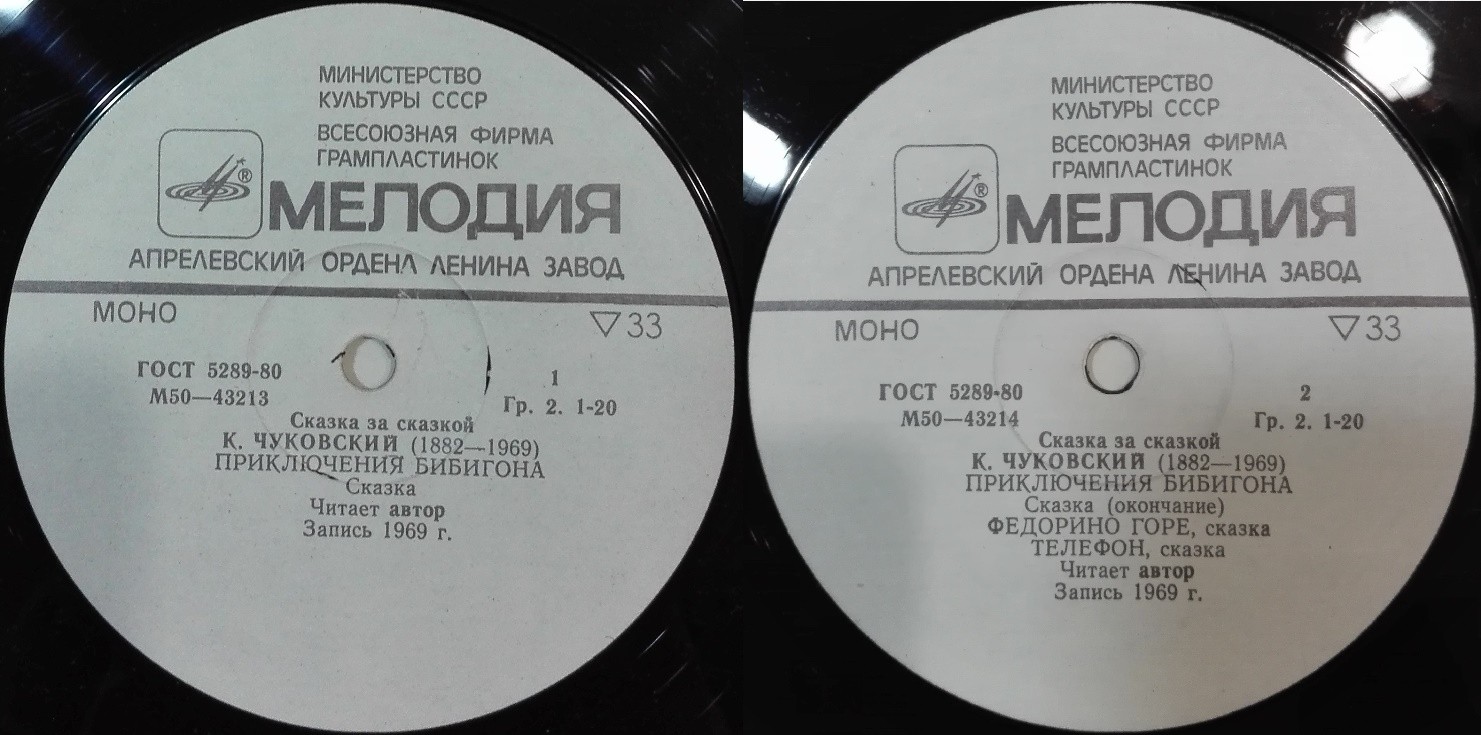 МИНИСТЕРСТВО
КУЛЬТУРЫ СССР
ВСЕСОЮЗНАЯ ФИРМА
ГРАМПЛАСТИНОК
®
МЕЛОДИЯ
АПРЕЛЕВСКИЙ ОРДЕНА ЛЕНИНА ЗАВОД
МОНО
▽33
ГОСТ 5289-80
М50—43213
1
Гр. 2. 1-20
Сказка за сказкой
К. ЧУКОВСКИЙ (1882—1969)
ПРИКЛЮЧЕНИЯ БИБИГОНА
Сказка
Читает автор
Запись 1969 г.
МИНИСТЕРСТВО
КУЛЬТУРЫ СССР
ВСЕСОЮЗНАЯ ФИРМА
ГРАМПЛАСТИНОК
®
МЕЛОДИЯ
АПРЕЛЕВСКИЙ ОРДЕНА ЛЕНИНА ЗАВОД
МОНО
▽33
ГОСТ 5289-80
М50—43214
2
Гр. 2. 1-20
Сказка за сказкой
К. ЧУКОВСКИЙ (1882—1969)
ПРИКЛЮЧЕНИЯ БИБИГОНА
Сказка (окончание)
ФЕДОРИНО ГОРЕ, сказка
ТЕЛЕФОН, сказка
Читает автор
Запись 1969 г.